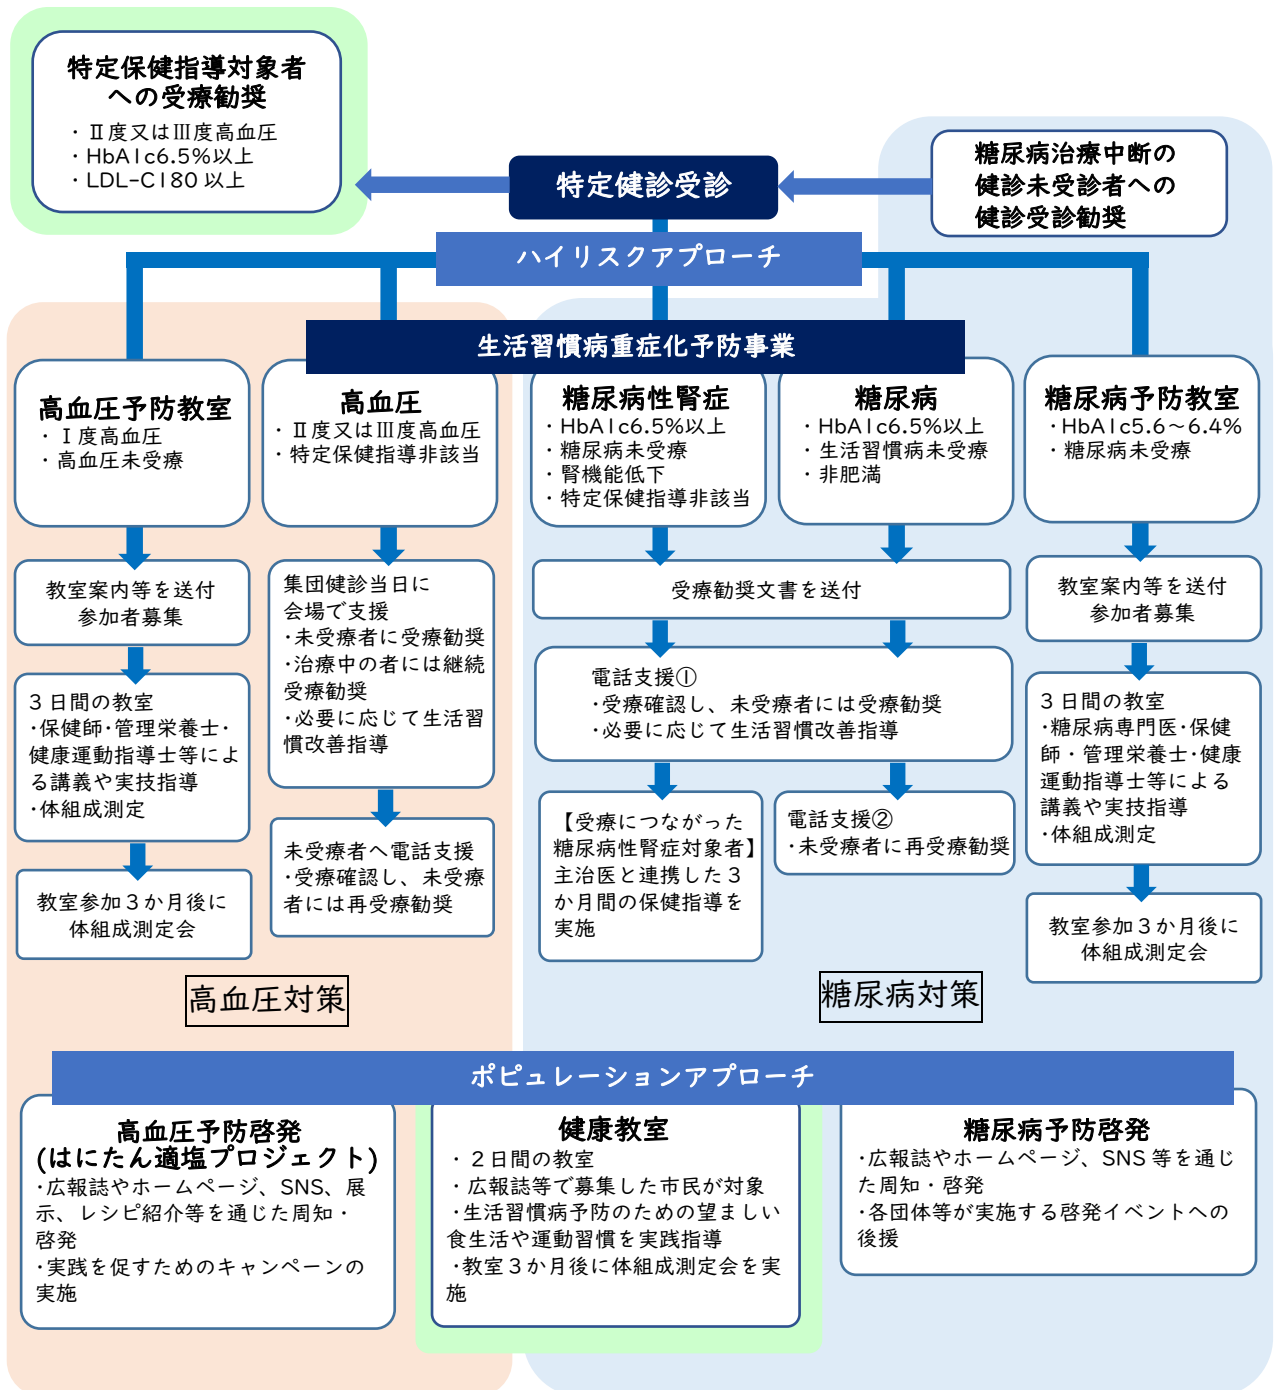 特定保健指導対象者
への受療勧奨
・Ⅱ度又はⅢ度高血圧
・HbA1c6.5%以上
・LDL-C180以上
特定健診受診
糖尿病治療中断の
健診未受診者への
健診受診勧奨
ハイリスクアプローチ
生活習慣病重症化予防事業
高血圧予防教室
・Ⅰ度高血圧
・高血圧未受療
教室案内等を送付
参加者募集
3日間の教室
・保健師・管理栄養士・
健康運動指導士等によ
る講義や実技指導
・体組成測定
教室参加3か月後に
体組成測定会
高血圧
・Ⅱ度又はⅢ度高血圧
・特定保健指導非該当
集団健診当日に
会場で支援
・未受療者に受療勧奨
・治療中の者には継続
受療勧奨
・必要に応じて生活習
慣改善指導
未受療者へ電話支援
・受療確認し、未受療
者には再受療勧奨
糖尿病性腎症
・HbA1c6.5%以上
・糖尿病未受療
・腎機能低下
・特定保健指導非該当
糖尿病
・HbA1c6.5%以上
・生活習慣病未受療
・非肥満
受療勧奨文書を送付
電話支援①
・受療確認し、未受療者には受療勧奨
・必要に応じて生活習慣改善指導
【受療につながった
糖尿病性腎症対象者】
主治医と連携した3
か月間の保健指導を
実施
電話支援②
・未受療者に再受療勧奨
糖尿病予防教室
・HbA1c5.6～6.4%
・糖尿病未受療
教室案内等を送付
参加者募集
3日間の教室
・糖尿病専門医・保健
師・管理栄養士・健康
運動指導士等による
講義や実技指導
・体組成測定
教室参加3か月後に
体組成測定会
高血圧対策
糖尿病対策
ポピュレーションアプローチ
高血圧予防啓発
(はにたん適塩プロジェクト)
・広報誌やホームページ、SNS、展
示、レシピ紹介等を通じた周知・
啓発
・実践を促すためのキャンペーンの
実施
健康教室
・2日間の教室
・広報誌等で募集した市民が対象
・生活習慣病予防のための望ましい
食生活や運動習慣を実践指導
・教室3か月後に体組成測定会を実
施
糖尿病予防啓発
・広報誌やホームページ、SNS等を通じ
た周知・啓発
・各団体等が実施する啓発イベントへの
後援